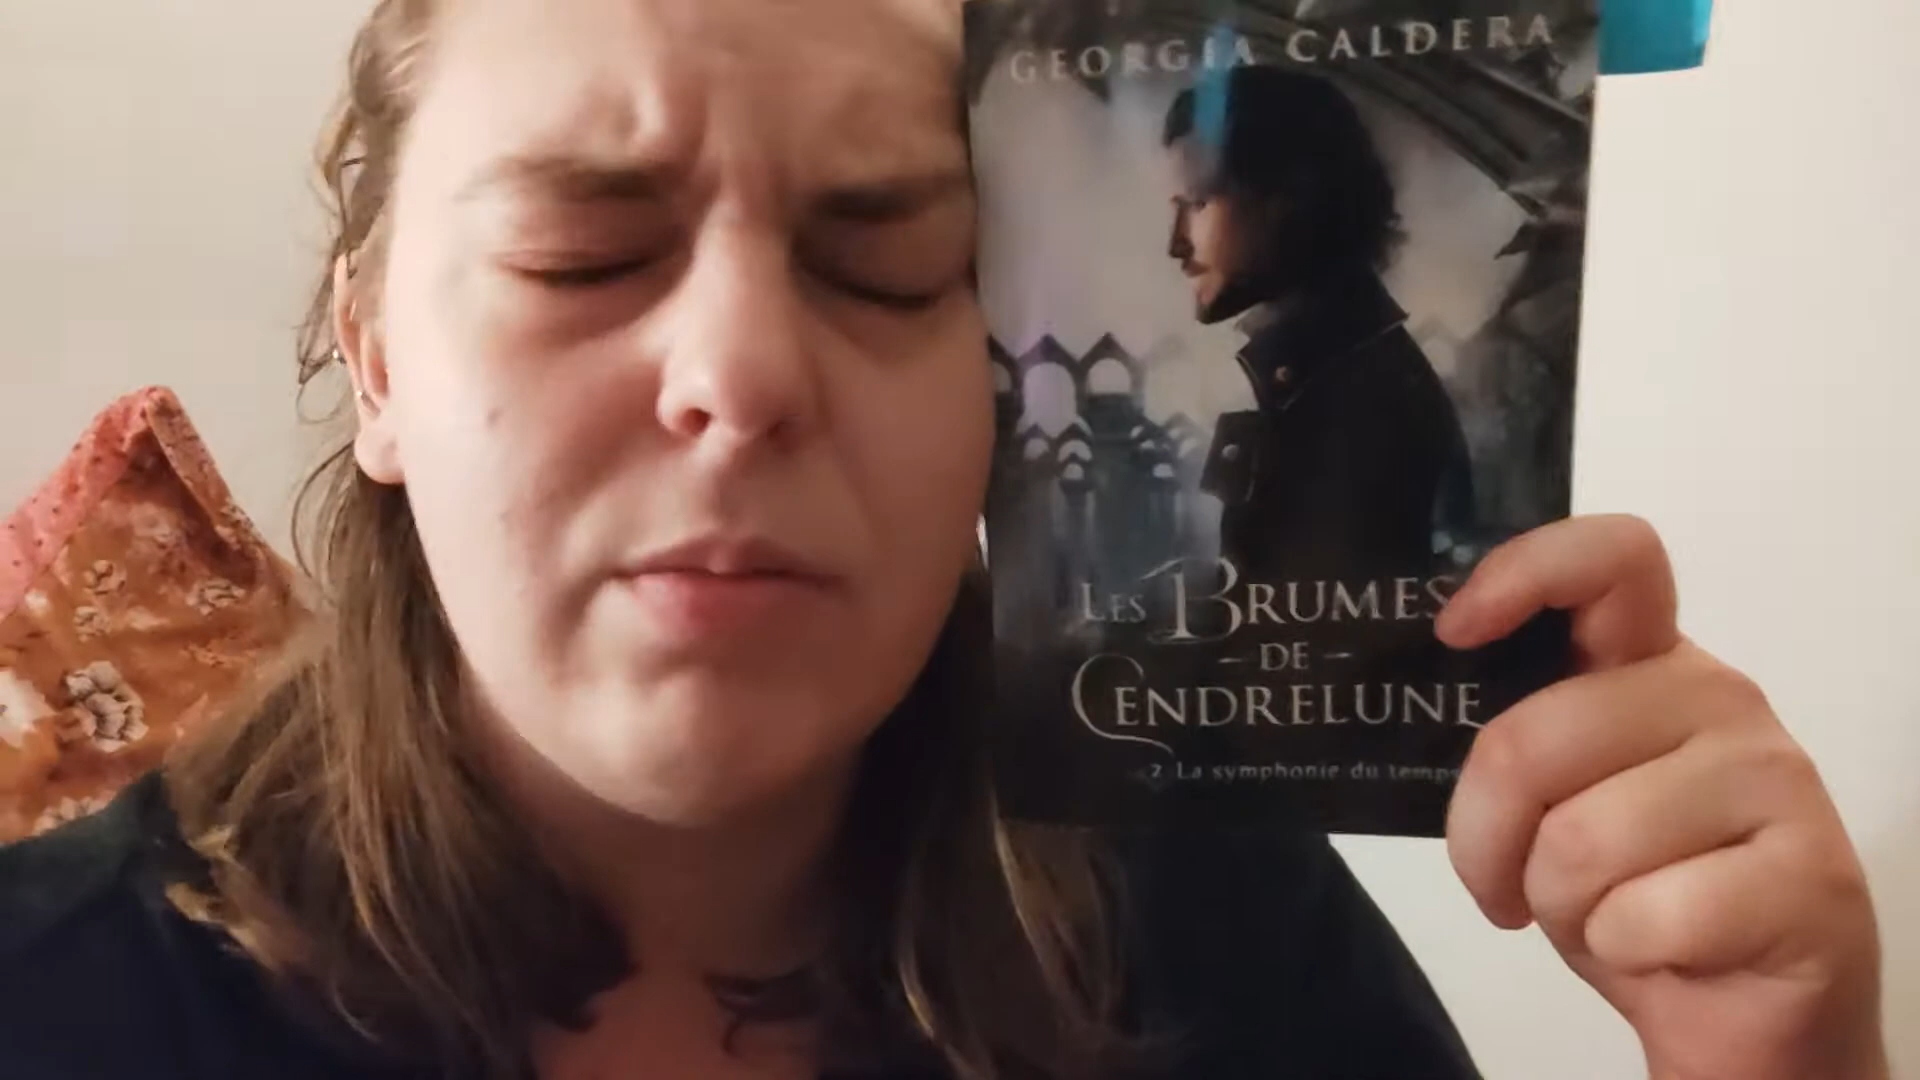 GEORGIA CALDERA
LES BRUMES
– DE –
CENDRELUNE
2 La symphonie du temps